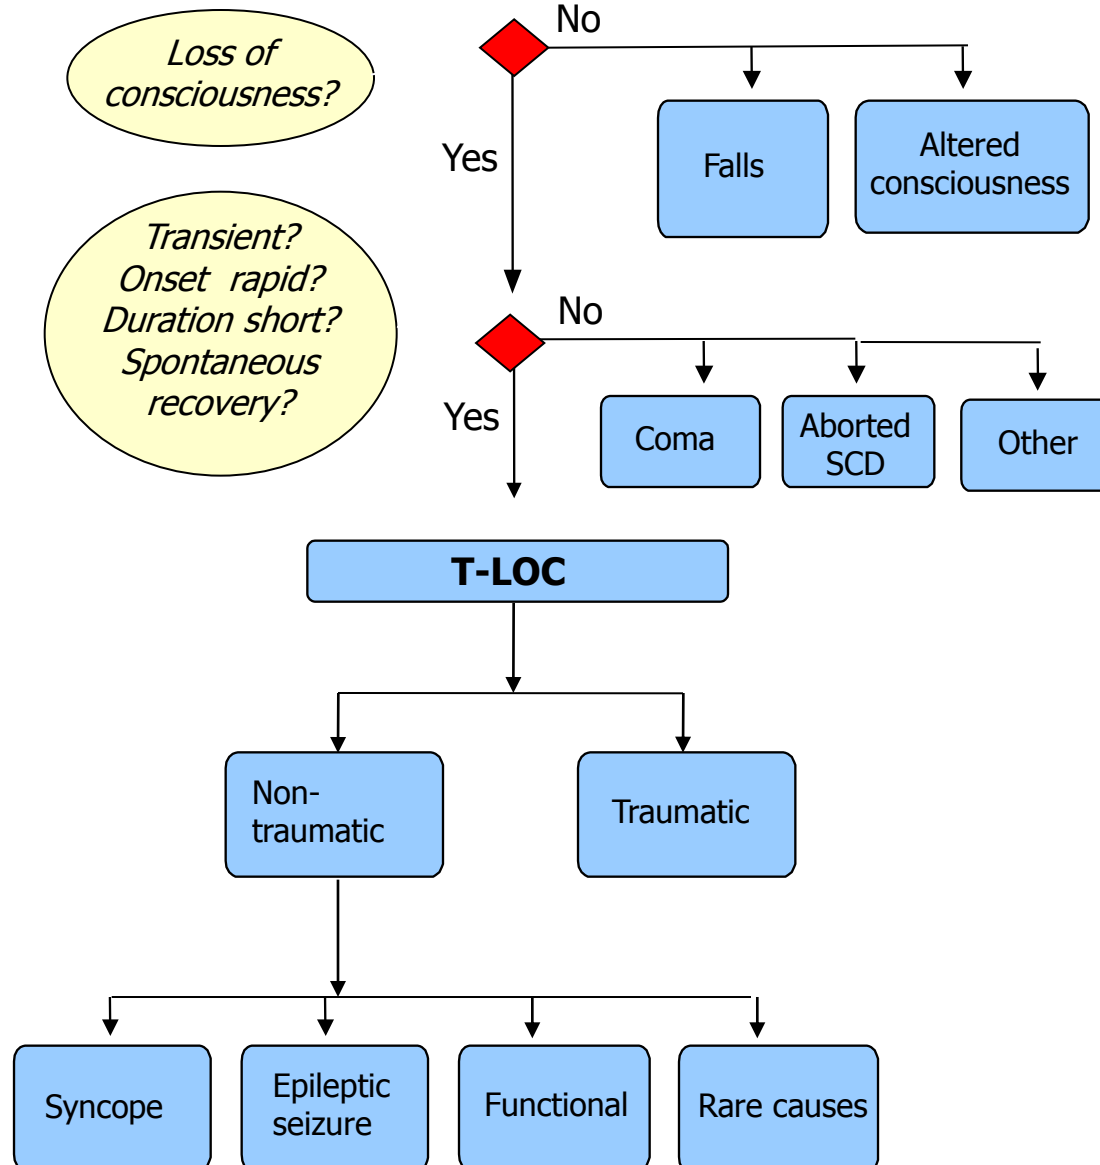 Loss of
consciousness?
No
Yes
Falls
Altered
consciousness
Transient?
Onset rapid?
Duration short?
Spontaneous
recovery?
No
Yes
Coma
Aborted
SCD
Other
T-LOC
Non-
traumatic
Traumatic
Syncope
Epileptic
seizure
Functional
Rare causes